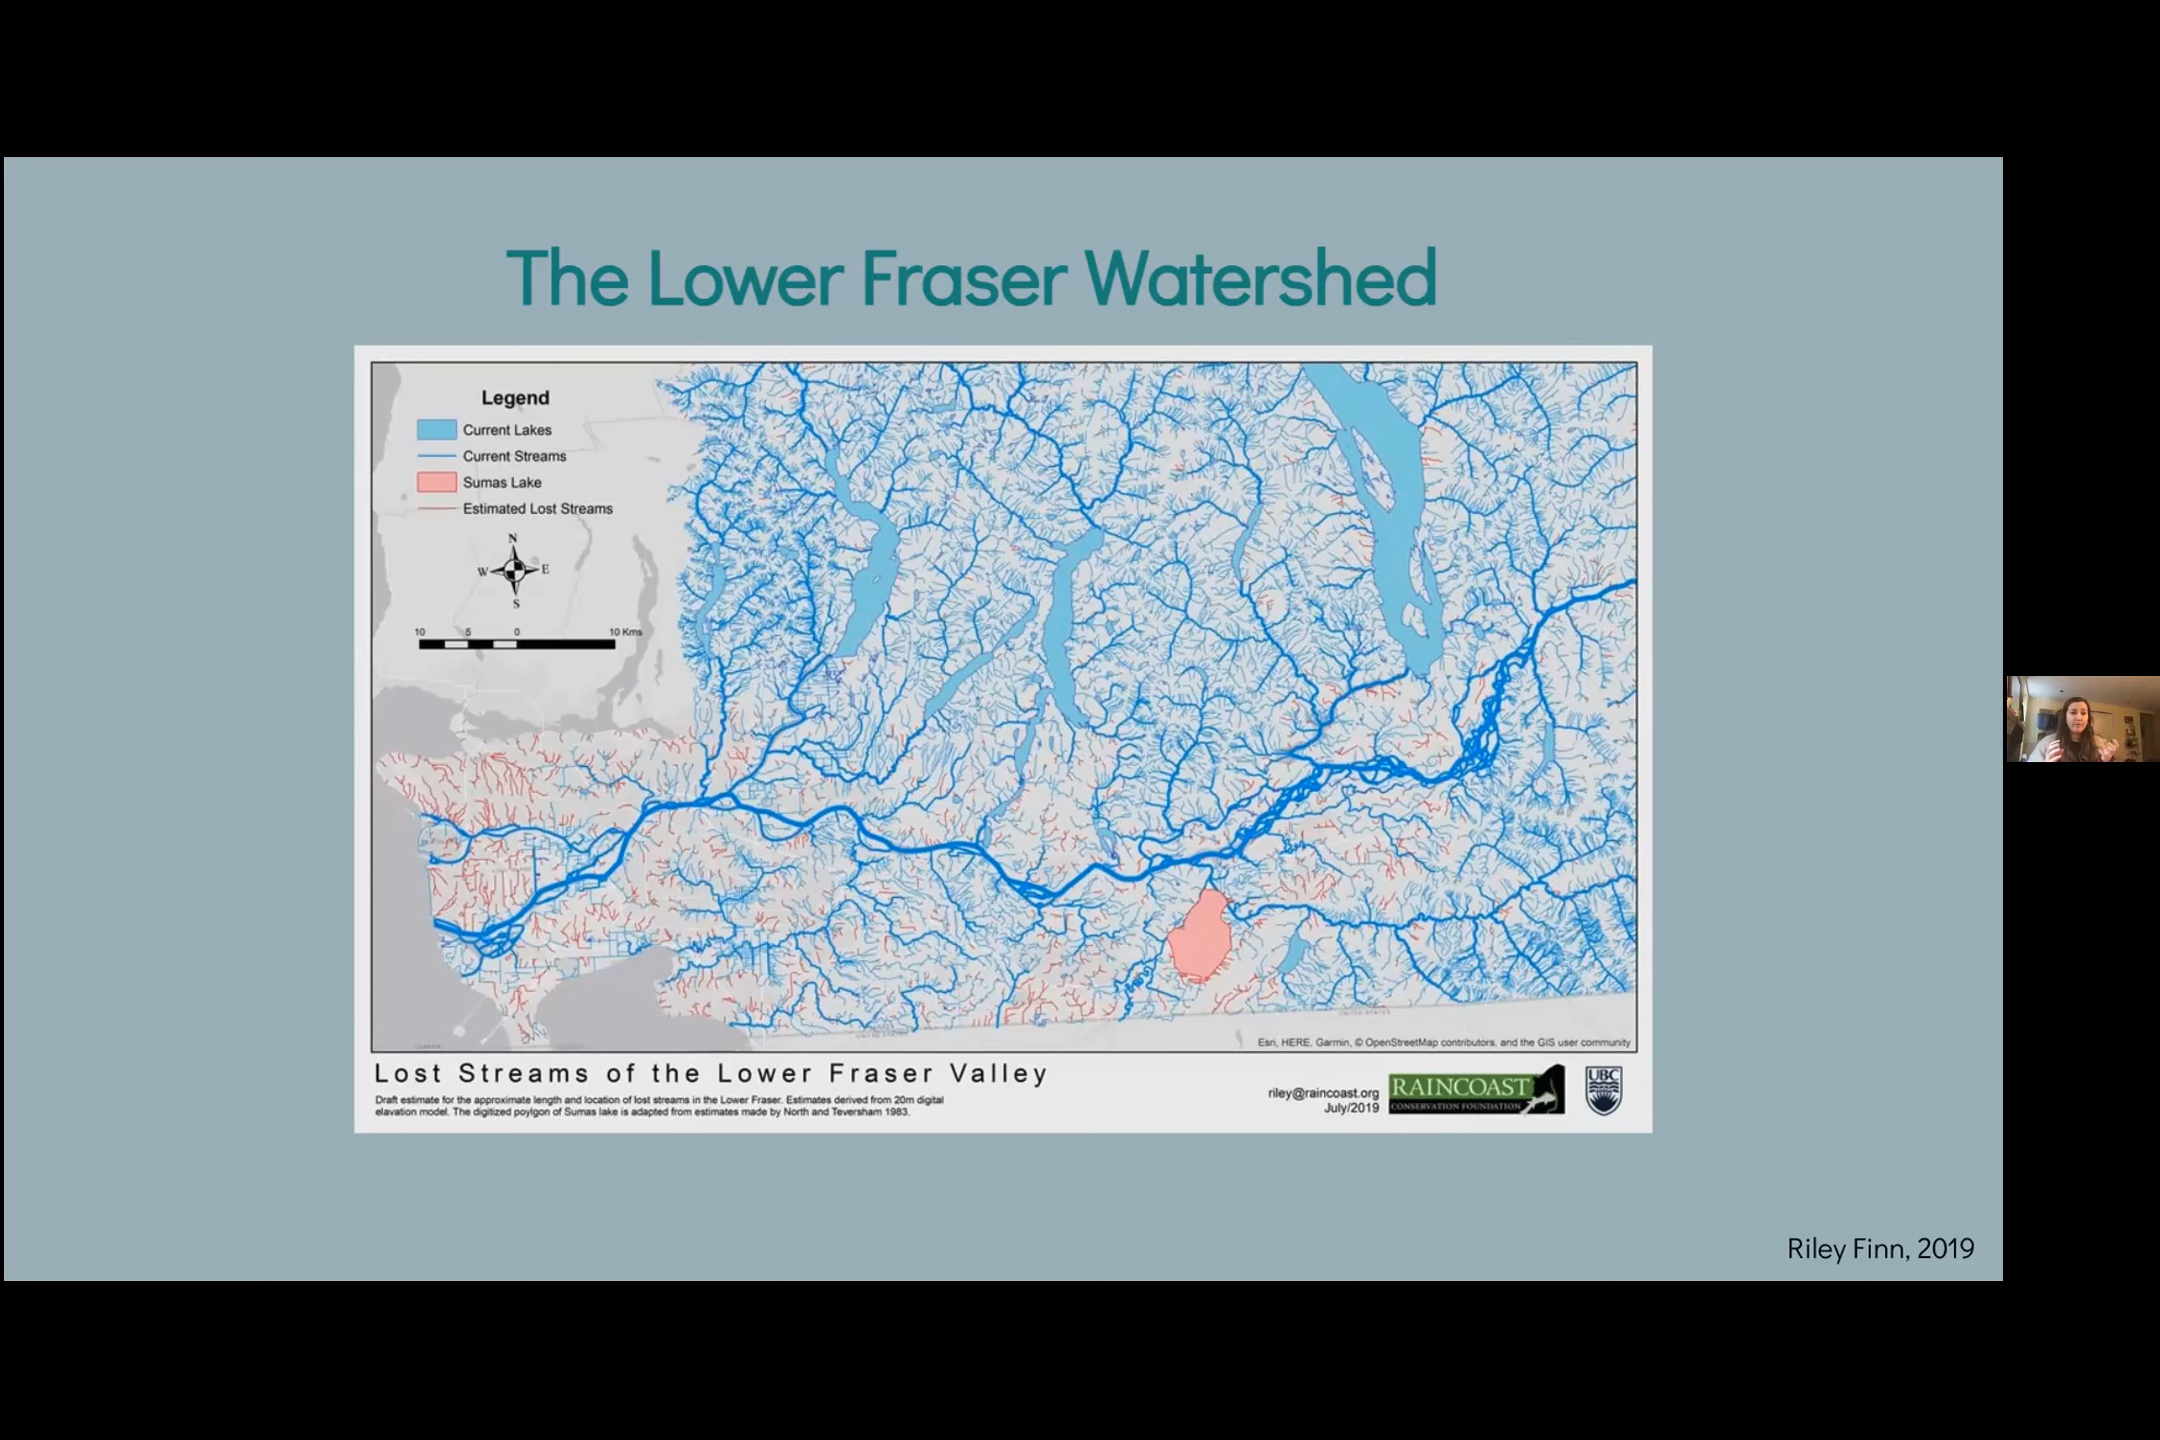 The Lower Fraser Watershed
Legend
Current Lakes
Current Streams
Sumas Lake
Estimated Lost Streams
N
W E
S
10 5 0 10 Kms
Esri, HERE, Garmin, © OpenStreetMap contributors, and the GIS user community
Lost Streams of the Lower Fraser Valley
Draft estimate for the approximate length and location of lost streams in the Lower Fraser. Estimates derived from 20m digital
elavation model. The digitized poylgon of Sumas lake is adapted from estimates made by North and Teversham 1983.
riley@raincoast.org
July/2019
RAINCOAST
CONSERVATION FOUNDATION
UBC
Riley Finn, 2019